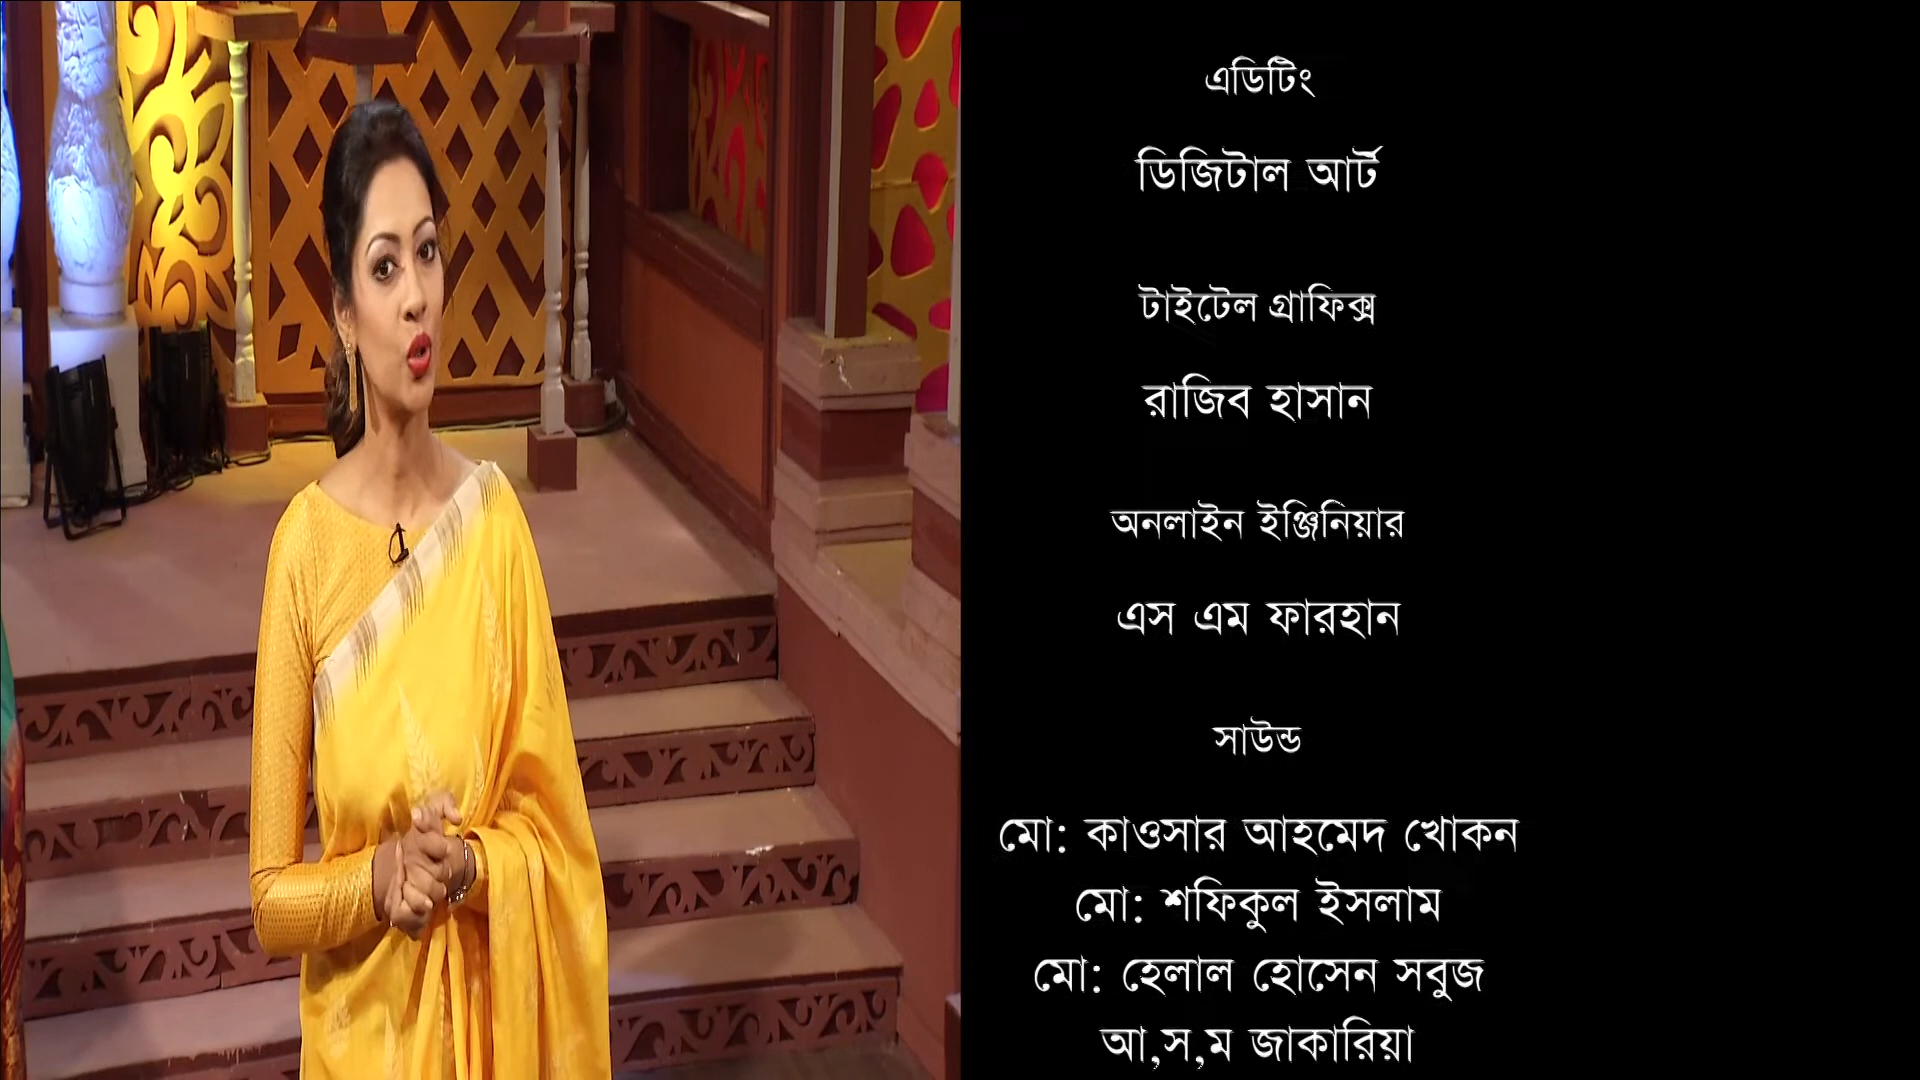 এডিটিং
ডিজিটাল আর্ট
টাইটেল গ্রাফিক্স
রাজিব হাসান
অনলাইন ইঞ্জিনিয়ার
এস এম ফারহান
সাউন্ড
মো: কাওসার আহমেদ খোকন
মো: শফিকুল ইসলাম
মো: হেলাল হোসেন সবুজ
আ,স,ম জাকারিয়া